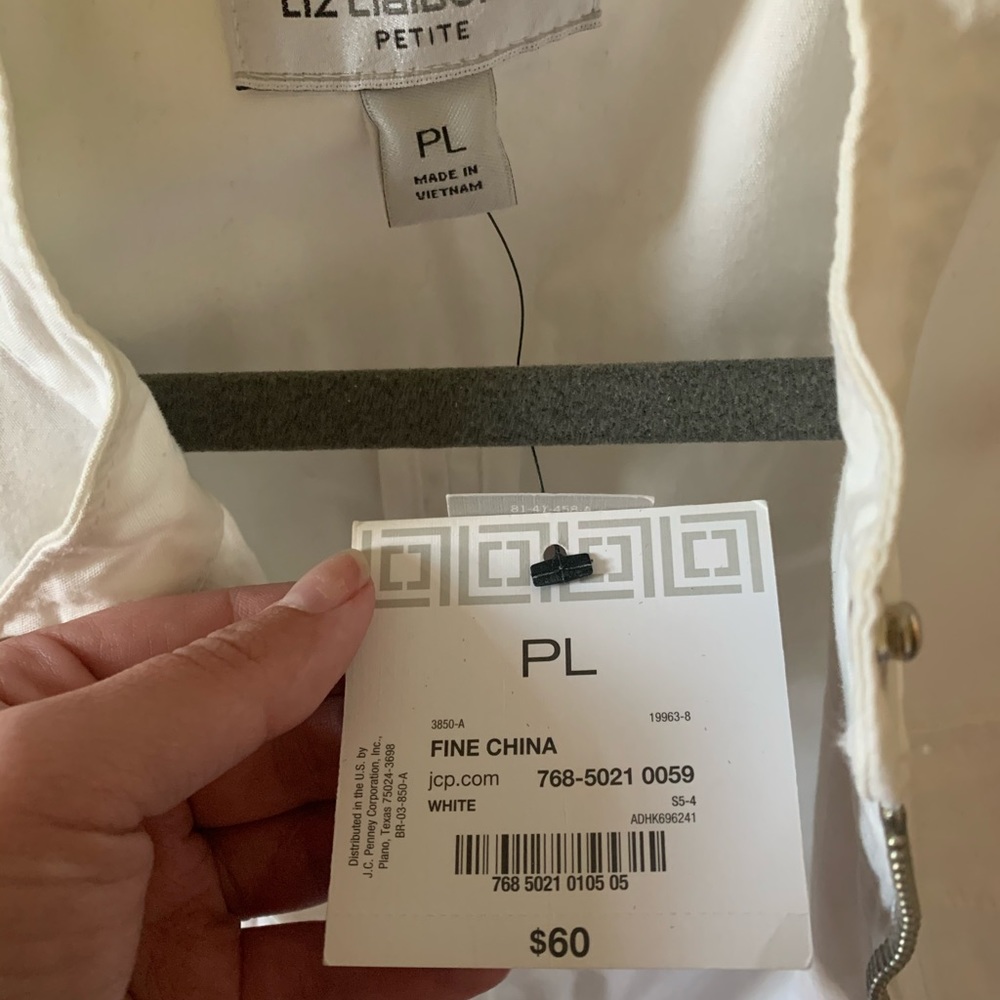 LIZ
PETITE
PL
MADE IN
VIETNAM
PL
3850-A 19963-8
FINE CHINA
jcp.com 768-5021 0059
WHITE S5-4
ADHK696241
768 5021 0105 05
$60
Distributed in the U.S. by
J.C. Penney Corporation, Inc.,
Plano, Texas 75024-3698
BR-03-850-A